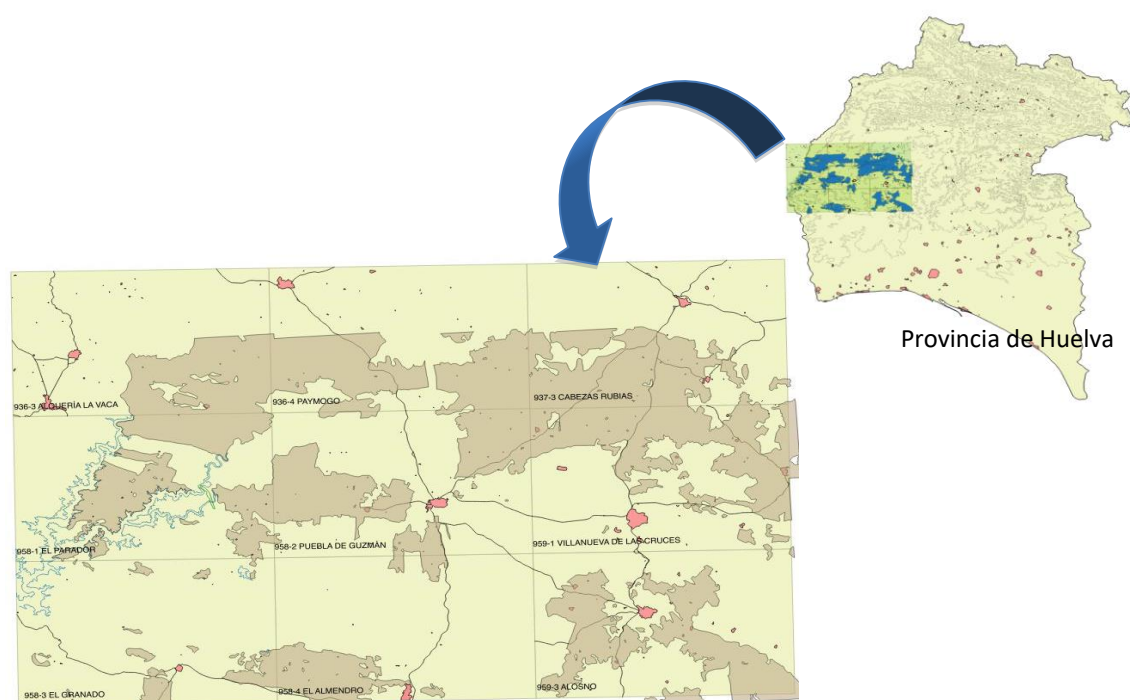 Provincia de Huelva
936-3 ALQUERÍA LA VACA
936-4 PAYMOGO
937-3 CABEZAS RUBIAS
958-1 EL PARADOR
958-2 PUEBLA DE GUZMÁN
959-1 VILLANUEVA DE LAS CRUCES
958-3 EL GRANADO
958-4 EL ALMENDRO
959-3 ALOSNO